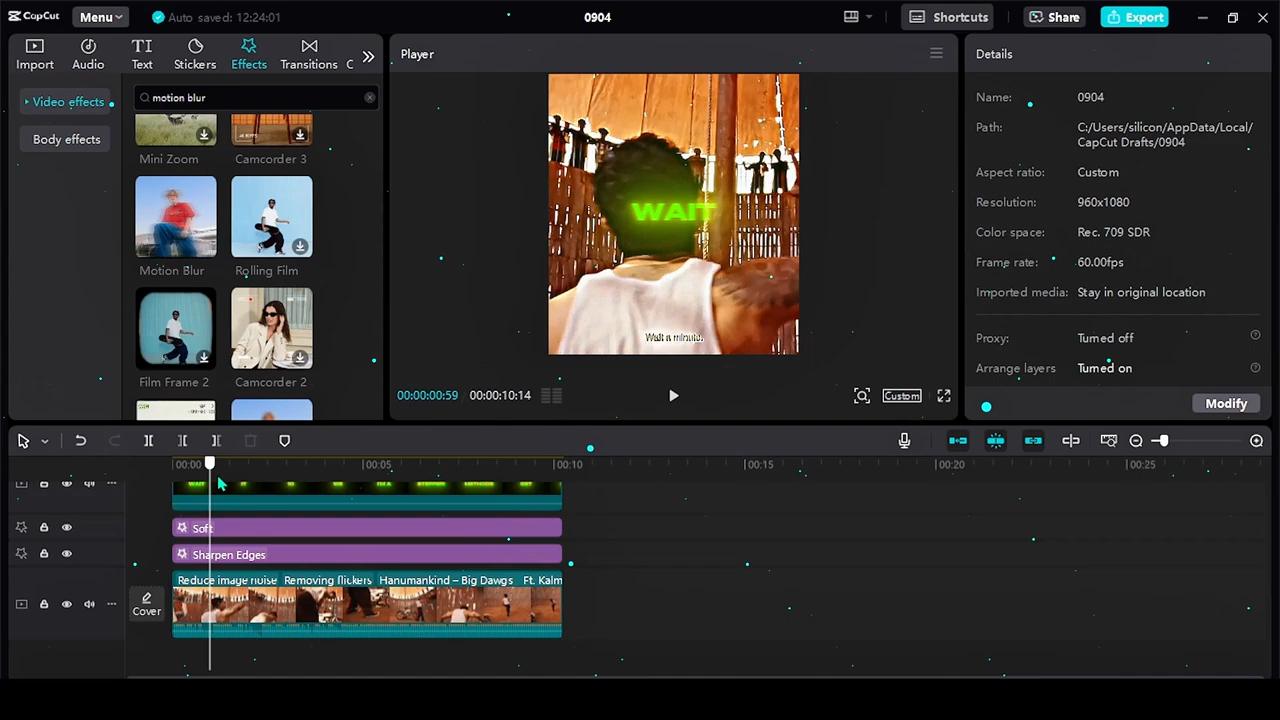 CapCut
Menu
Auto saved: 12:24:01
0904
Shortcuts
Share
Export
Import
Audio
Text
Stickers
Effects
Transitions
C
Player
Details
Video effects
Body effects
motion blur
Mini Zoom
Camcorder 3
Motion Blur
Rolling Film
Film Frame 2
Camcorder 2
WAIT
Wait a minute,
00:00:00:59
00:00:10:14
Custom
Name:
0904
Path:
C:/Users/silicon/AppData/Local/
CapCut Drafts/0904
Aspect ratio:
Custom
Resolution:
960x1080
Color space:
Rec. 709 SDR
Frame rate:
60.00fps
Imported media:
Stay in original location
Proxy:
Turned off
Arrange layers
Turned on
Modify
00:00
00:05
00:10
00:15
00:20
00:25
WAIT
Soft
Sharpen Edges
Reduce image noise
Removing flickers
Hanumankind – Big Dawgs
Ft. Kalm
Cover